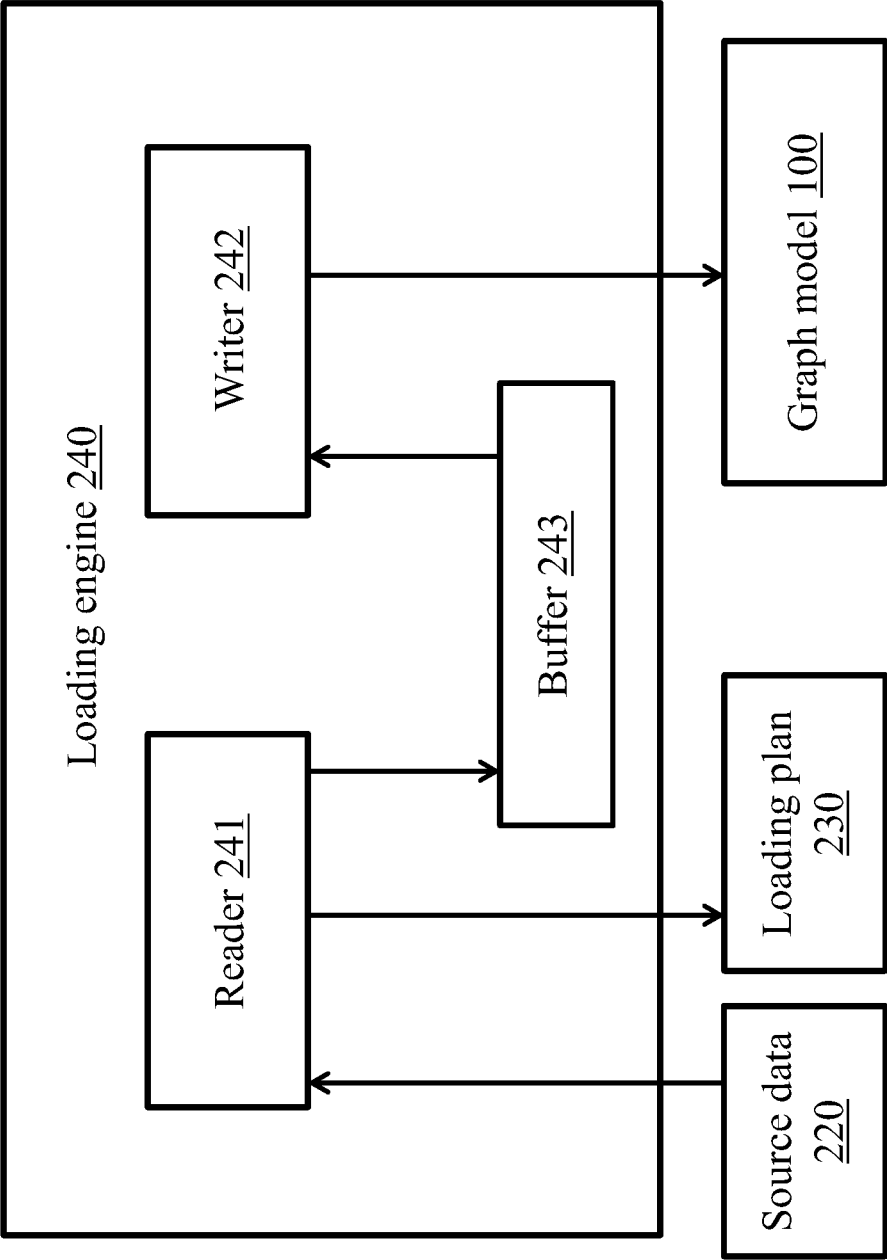 Loading engine 240
Reader 241
Writer 242
Buffer 243
Source data
220
Loading plan
230
Graph model 100